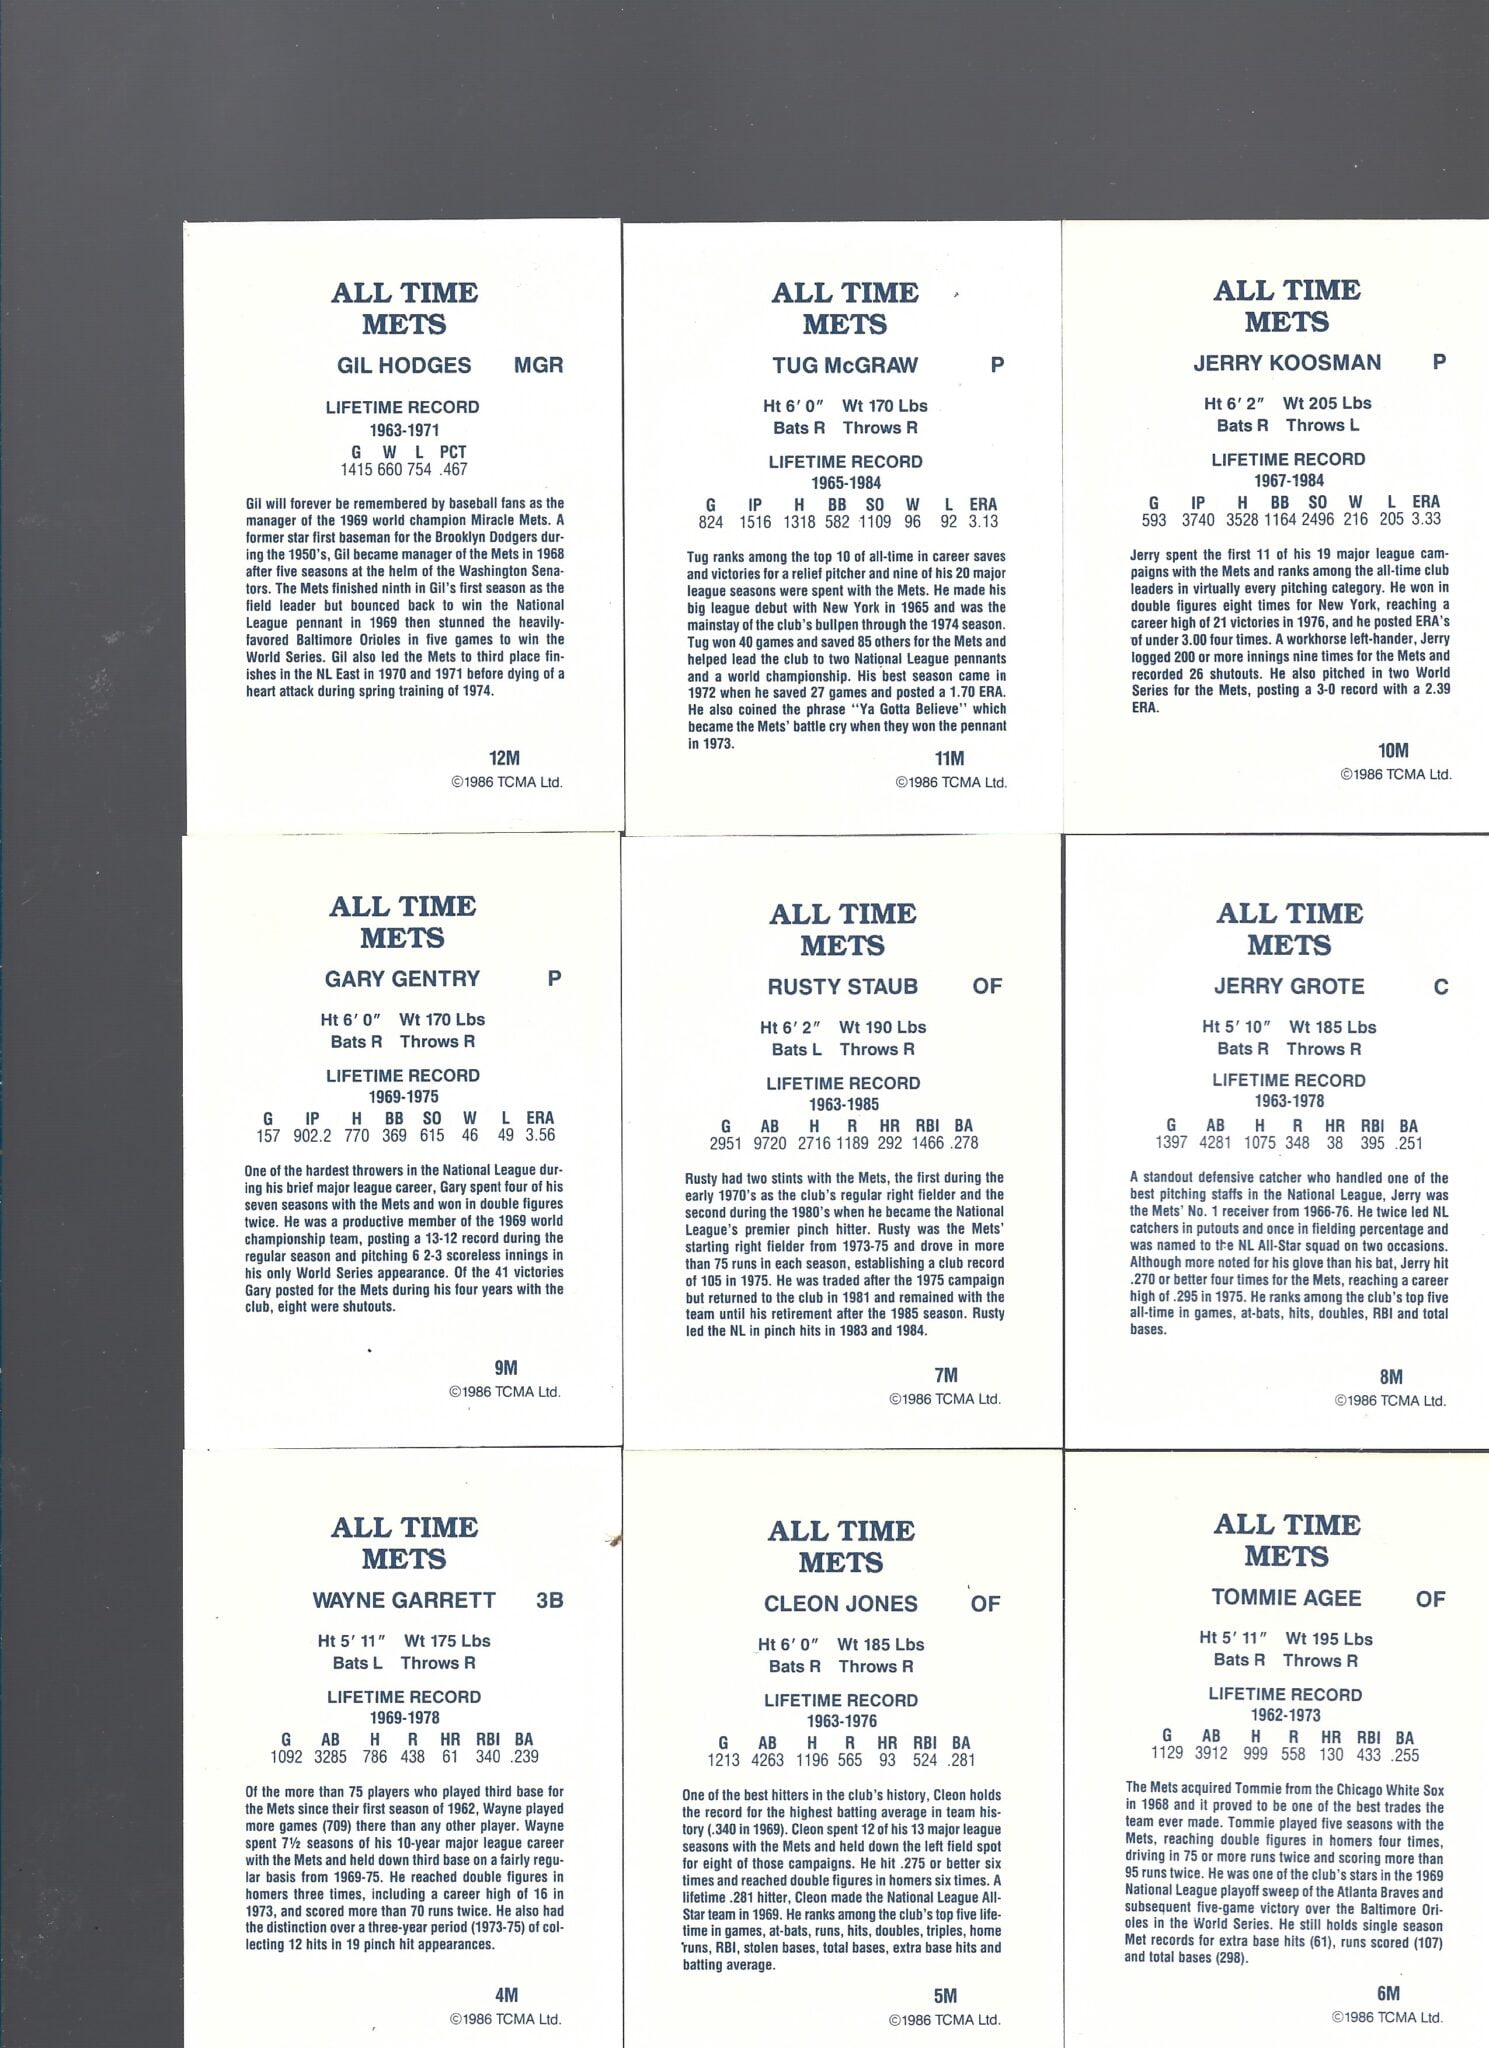 ALL TIME
METS
GIL HODGES MGR
LIFETIME RECORD
1963-1971
G W L PCT
1415 660 754 .467
Gil will forever be remembered by baseball fans as the
manager of the 1969 world champion Miracle Mets. A
former star first baseman for the Brooklyn Dodgers dur-
ing the 1950's, Gil became manager of the Mets in 1968
after five seasons at the helm of the Washington Sena-
tors. The Mets finished ninth in Gil's first season as the
field leader but bounced back to win the National
League pennant in 1969 then stunned the heavily-
favored Baltimore Orioles in five games to win the
World Series. Gil also led the Mets to third place fin-
ishes in the NL East in 1970 and 1971 before dying of a
heart attack during spring training of 1974.
12M
©1986 TCMA Ltd.
ALL TIME
METS
TUG McGRAW P
Ht 6' 0" Wt 170 Lbs
Bats R Throws R
LIFETIME RECORD
1965-1984
G IP H BB SO W L ERA
824 1516 1318 582 1109 96 92 3.13
Tug ranks among the top 10 of all-time in career saves
and victories for a relief pitcher and nine of his 20 major
league seasons were spent with the Mets. He made his
big league debut with New York in 1965 and was the
mainstay of the club's bullpen through the 1974 season.
Tug won 40 games and saved 85 others for the Mets and
helped lead the club to two National League pennants
and a world championship. His best season came in
1972 when he saved 27 games and posted a 1.70 ERA.
He also coined the phrase "Ya Gotta Believe" which
became the Mets' battle cry when they won the pennant
in 1973.
11M
©1986 TCMA Ltd.
ALL TIME
METS
JERRY KOOSMAN P
Ht 6' 2" Wt 205 Lbs
Bats R Throws L
LIFETIME RECORD
1967-1984
G IP H BB SO W L ERA
593 3740 3528 1164 2496 216 205 3.33
Jerry spent the first 11 of his 19 major league cam-
paigns with the Mets and ranks among the all-time club
leaders in virtually every pitching category. He won in
double figures eight times for New York, reaching a
career high of 21 victories in 1976, and he posted ERA's
of under 3.00 four times. A workhorse left-hander, Jerry
logged 200 or more innings nine times for the Mets and
recorded 26 shutouts. He also pitched in two World
Series for the Mets, posting a 3-0 record with a 2.39
ERA.
10M
©1986 TCMA Ltd.
ALL TIME
METS
GARY GENTRY P
Ht 6' 0" Wt 170 Lbs
Bats R Throws R
LIFETIME RECORD
1969-1975
G IP H BB SO W L ERA
157 902.2 770 369 615 46 49 3.56
One of the hardest throwers in the National League dur-
ing his brief major league career, Gary spent four of his
seven seasons with the Mets and won in double figures
twice. He was a productive member of the 1969 world
championship team, posting a 13-12 record during the
regular season and pitching 6 2-3 scoreless innings in
his only World Series appearance. Of the 41 victories
Gary posted for the Mets during his four years with the
club, eight were shutouts.
9M
©1986 TCMA Ltd.
ALL TIME
METS
RUSTY STAUB OF
Ht 6' 2" Wt 190 Lbs
Bats L Throws R
LIFETIME RECORD
1963-1985
G AB H R HR RBI BA
2951 9720 2716 1189 292 1466 .278
Rusty had two stints with the Mets, the first during the
early 1970's as the club's regular right fielder and the
second during the 1980's when he became the National
League's premier pinch hitter. Rusty was the Mets'
starting right fielder from 1973-75 and drove in more
than 75 runs in each season, establishing a club record
of 105 in 1975. He was traded after the 1975 campaign
but returned to the club in 1981 and remained with the
team until his retirement after the 1985 season. Rusty
led the NL in pinch hits in 1983 and 1984.
7M
©1986 TCMA Ltd.
ALL TIME
METS
JERRY GROTE C
Ht 5' 10" Wt 185 Lbs
Bats R Throws R
LIFETIME RECORD
1963-1978
G AB H R HR RBI BA
1397 4281 1075 348 38 395 .251
A standout defensive catcher who handled one of the
best pitching staffs in the National League, Jerry was
the Mets' No. 1 receiver from 1966-76. He twice led NL
catchers in putouts and once in fielding percentage and
was named to the NL All-Star squad on two occasions.
Although more noted for his glove than his bat, Jerry hit
.270 or better four times for the Mets, reaching a career
high of .295 in 1975. He ranks among the club's top five
all-time in games, at-bats, hits, doubles, RBI and total
bases.
8M
©1986 TCMA Ltd.
ALL TIME
METS
WAYNE GARRETT 3B
Ht 5' 11" Wt 175 Lbs
Bats L Throws R
LIFETIME RECORD
1969-1978
G AB H R HR RBI BA
1092 3285 786 438 61 340 .239
Of the more than 75 players who played third base for
the Mets since their first season of 1962, Wayne played
more games (709) there than any other player. Wayne
spent 7½ seasons of his 10-year major league career
with the Mets and held down third base on a fairly regu-
lar basis from 1969-75. He reached double figures in
homers three times, including a career high of 16 in
1973, and scored more than 70 runs twice. He also had
the distinction over a three-year period (1973-75) of col-
lecting 12 hits in 19 pinch hit appearances.
4M
©1986 TCMA Ltd.
ALL TIME
METS
CLEON JONES OF
Ht 6' 0" Wt 185 Lbs
Bats R Throws R
LIFETIME RECORD
1963-1976
G AB H R HR RBI BA
1213 4263 1196 565 93 524 .281
One of the best hitters in the club's history, Cleon holds
the record for the highest batting average in team his-
tory (.340 in 1969). Cleon spent 12 of his 13 major league
seasons with the Mets and held down the left field spot
for eight of those campaigns. He hit .275 or better six
times and reached double figures in homers six times. A
lifetime .281 hitter, Cleon made the National League All-
Star team in 1969. He ranks among the club's top five life-
time in games, at-bats, runs, hits, doubles, triples, home
runs, RBI, stolen bases, total bases, extra base hits and
batting average.
5M
©1986 TCMA Ltd.
ALL TIME
METS
TOMMIE AGEE OF
Ht 5' 11" Wt 195 Lbs
Bats R Throws R
LIFETIME RECORD
1962-1973
G AB H R HR RBI BA
1129 3912 999 558 130 433 .255
The Mets acquired Tommie from the Chicago White Sox
in 1968 and it proved to be one of the best trades the
team ever made. Tommie played five seasons with the
Mets, reaching double figures in homers four times,
driving in 75 or more runs twice and scoring more than
95 runs twice. He was one of the club's stars in the 1969
National League playoff sweep of the Atlanta Braves and
subsequent five-game victory over the Baltimore Ori-
oles in the World Series. He still holds single season
Met records for extra base hits (61), runs scored (107)
and total bases (298).
6M
©1986 TCMA Ltd.